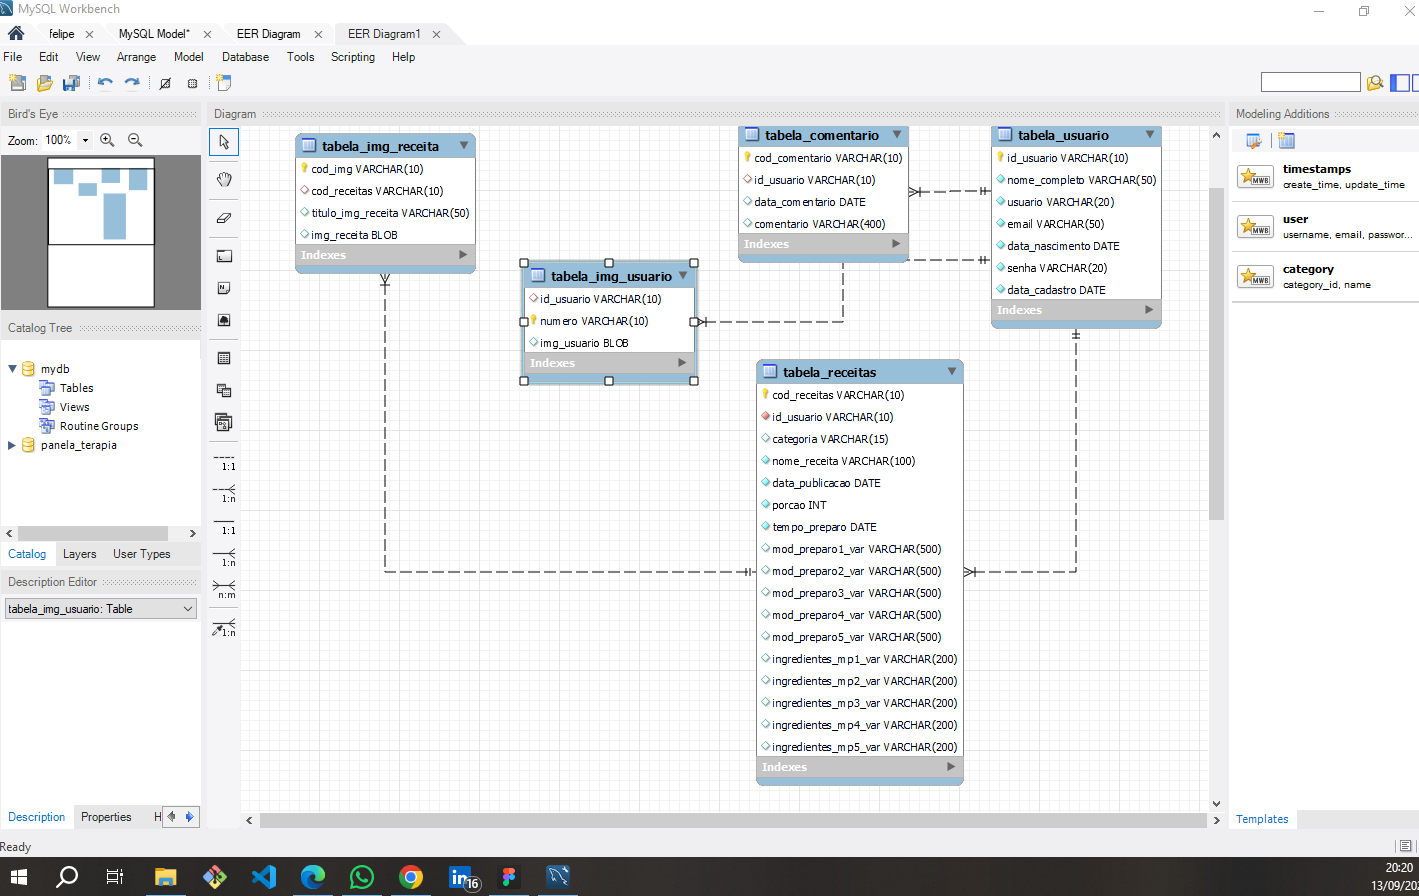 MySQL Workbench
felipe
MySQL Model*
EER Diagram
EER Diagram1
File Edit View Arrange Model Database Tools Scripting Help
Bird's Eye
Zoom: 100%
Diagram
tabela_img_receita
cod_img VARCHAR(10)
cod_receitas VARCHAR(10)
titulo_img_receita VARCHAR(50)
img_receita BLOB
Indexes
tabela_comentario
cod_comentario VARCHAR(10)
id_usuario VARCHAR(10)
data_comentario DATE
comentario VARCHAR(400)
Indexes
tabela_usuario
id_usuario VARCHAR(10)
nome_completo VARCHAR(50)
usuario VARCHAR(20)
email VARCHAR(50)
data_nascimento DATE
senha VARCHAR(20)
data_cadastro DATE
Indexes
tabela_img_usuario
id_usuario VARCHAR(10)
numero VARCHAR(10)
img_usuario BLOB
Indexes
tabela_receitas
cod_receitas VARCHAR(10)
id_usuario VARCHAR(10)
categoria VARCHAR(15)
nome_receita VARCHAR(100)
data_publicacao DATE
porcao INT
tempo_preparo DATE
mod_preparo1_var VARCHAR(500)
mod_preparo2_var VARCHAR(500)
mod_preparo3_var VARCHAR(500)
mod_preparo4_var VARCHAR(500)
mod_preparo5_var VARCHAR(500)
ingredientes_mp1_var VARCHAR(200)
ingredientes_mp2_var VARCHAR(200)
ingredientes_mp3_var VARCHAR(200)
ingredientes_mp4_var VARCHAR(200)
ingredientes_mp5_var VARCHAR(200)
Indexes
1:1
1:n
1:1
1:n
n:m
1:n
Catalog Tree
mydb
Tables
Views
Routine Groups
panela_terapia
Catalog Layers User Types
Description Editor
tabela_img_usuario: Table
Description Properties H
Modeling Additions
timestamps
create_time, update_time
user
username, email, passwor...
category
category_id, name
Templates
Ready
16
20:20
13/09/202